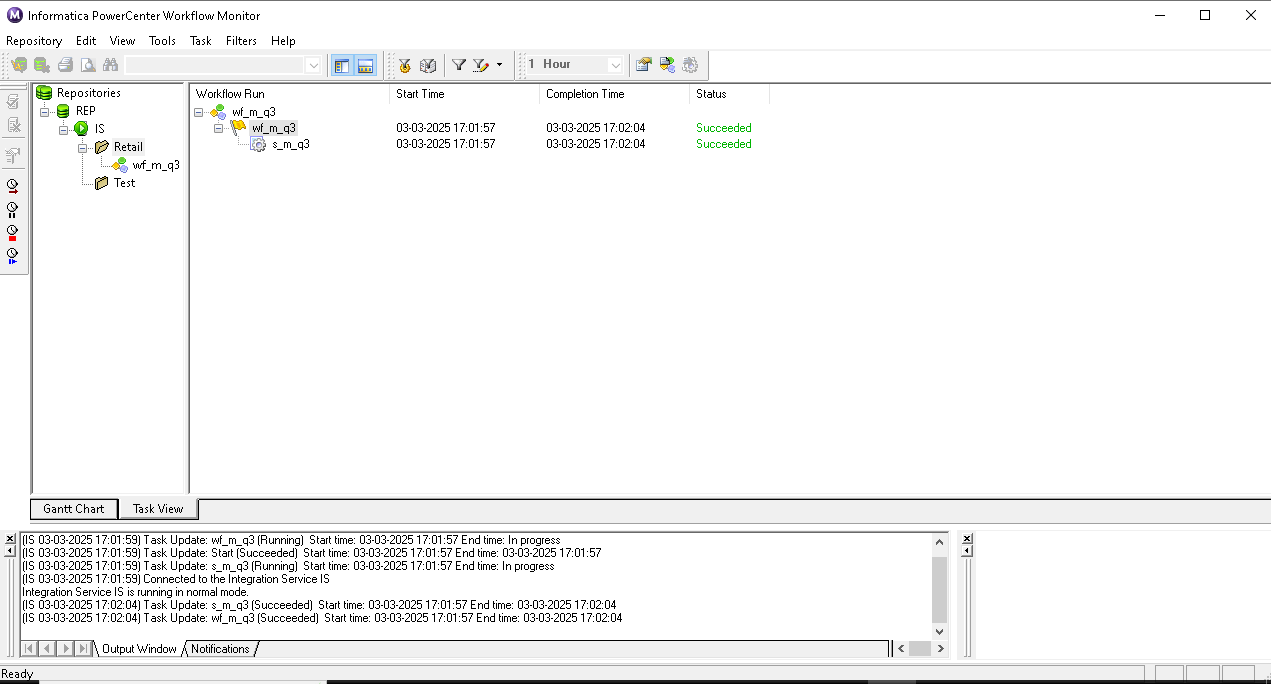 Informatica PowerCenter Workflow Monitor
Repository Edit View Tools Task Filters Help
1 Hour
Repositories
REP
IS
Retail
wf_m_q3
Test
Workflow Run Start Time Completion Time Status
wf_m_q3
wf_m_q3 03-03-2025 17:01:57 03-03-2025 17:02:04 Succeeded
s_m_q3 03-03-2025 17:01:57 03-03-2025 17:02:04 Succeeded
Gantt Chart Task View
(IS 03-03-2025 17:01:59) Task Update: wf_m_q3 (Running) Start time: 03-03-2025 17:01:57 End time: In progress
(IS 03-03-2025 17:01:59) Task Update: Start (Succeeded) Start time: 03-03-2025 17:01:57 End time: 03-03-2025 17:01:57
(IS 03-03-2025 17:01:59) Task Update: s_m_q3 (Running) Start time: 03-03-2025 17:01:57 End time: In progress
(IS 03-03-2025 17:01:59) Connected to the Integration Service IS
Integration Service IS is running in normal mode.
(IS 03-03-2025 17:02:04) Task Update: s_m_q3 (Succeeded) Start time: 03-03-2025 17:01:57 End time: 03-03-2025 17:02:04
(IS 03-03-2025 17:02:04) Task Update: wf_m_q3 (Succeeded) Start time: 03-03-2025 17:01:57 End time: 03-03-2025 17:02:04
Output Window Notifications
Ready